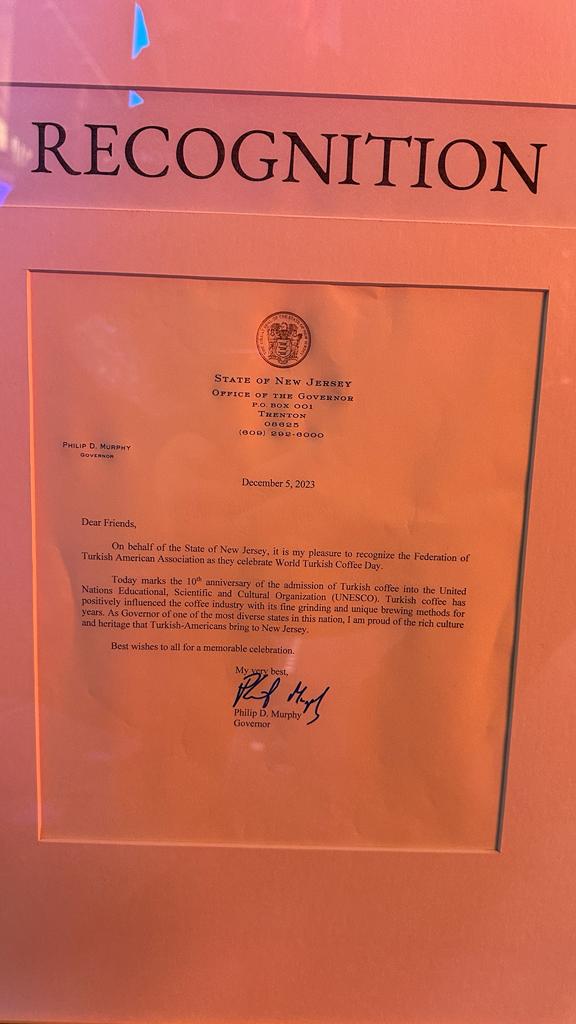 RECOGNITION
STATE OF NEW JERSEY
OFFICE OF THE GOVERNOR
P.O. BOX 001
TRENTON
08625
(609) 292-6000
PHILIP D. MURPHY
GOVERNOR
December 5, 2023
Dear Friends,
On behalf of the State of New Jersey, it is my pleasure to recognize the Federation of
Turkish American Association as they celebrate World Turkish Coffee Day.
Today marks the 10th anniversary of the admission of Turkish coffee into the United
Nations Educational, Scientific and Cultural Organization (UNESCO). Turkish coffee has
positively influenced the coffee industry with its fine grinding and unique brewing methods for
years. As Governor of one of the most diverse states in this nation, I am proud of the rich culture
and heritage that Turkish-Americans bring to New Jersey.
Best wishes to all for a memorable celebration.
My very best,
Philip D. Murphy
Governor